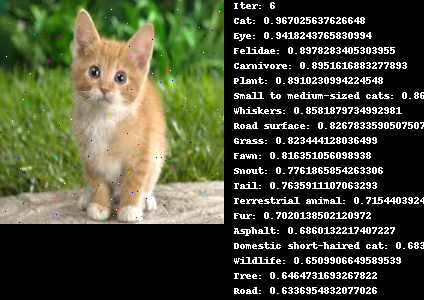 Iter: 6
Cat: 0.967025637626648
Eye: 0.9418243765830994
Felidae: 0.8978283405303955
Carnivore: 0.8951616883277893
Plant: 0.8910230994224548
Small to medium-sized cats: 0.86
Whiskers: 0.8581879734992981
Road surface: 0.8267833590507507
Grass: 0.823444128036499
Fawn: 0.816351056098938
Snout: 0.7761865854263306
Tail: 0.7635911107063293
Terrestrial animal: 0.7154403924
Fur: 0.7020138502120972
Asphalt: 0.6860132217407227
Domestic short-haired cat: 0.683
Wildlife: 0.6509906649589539
Tree: 0.6464731693267822
Road: 0.6336954832077026